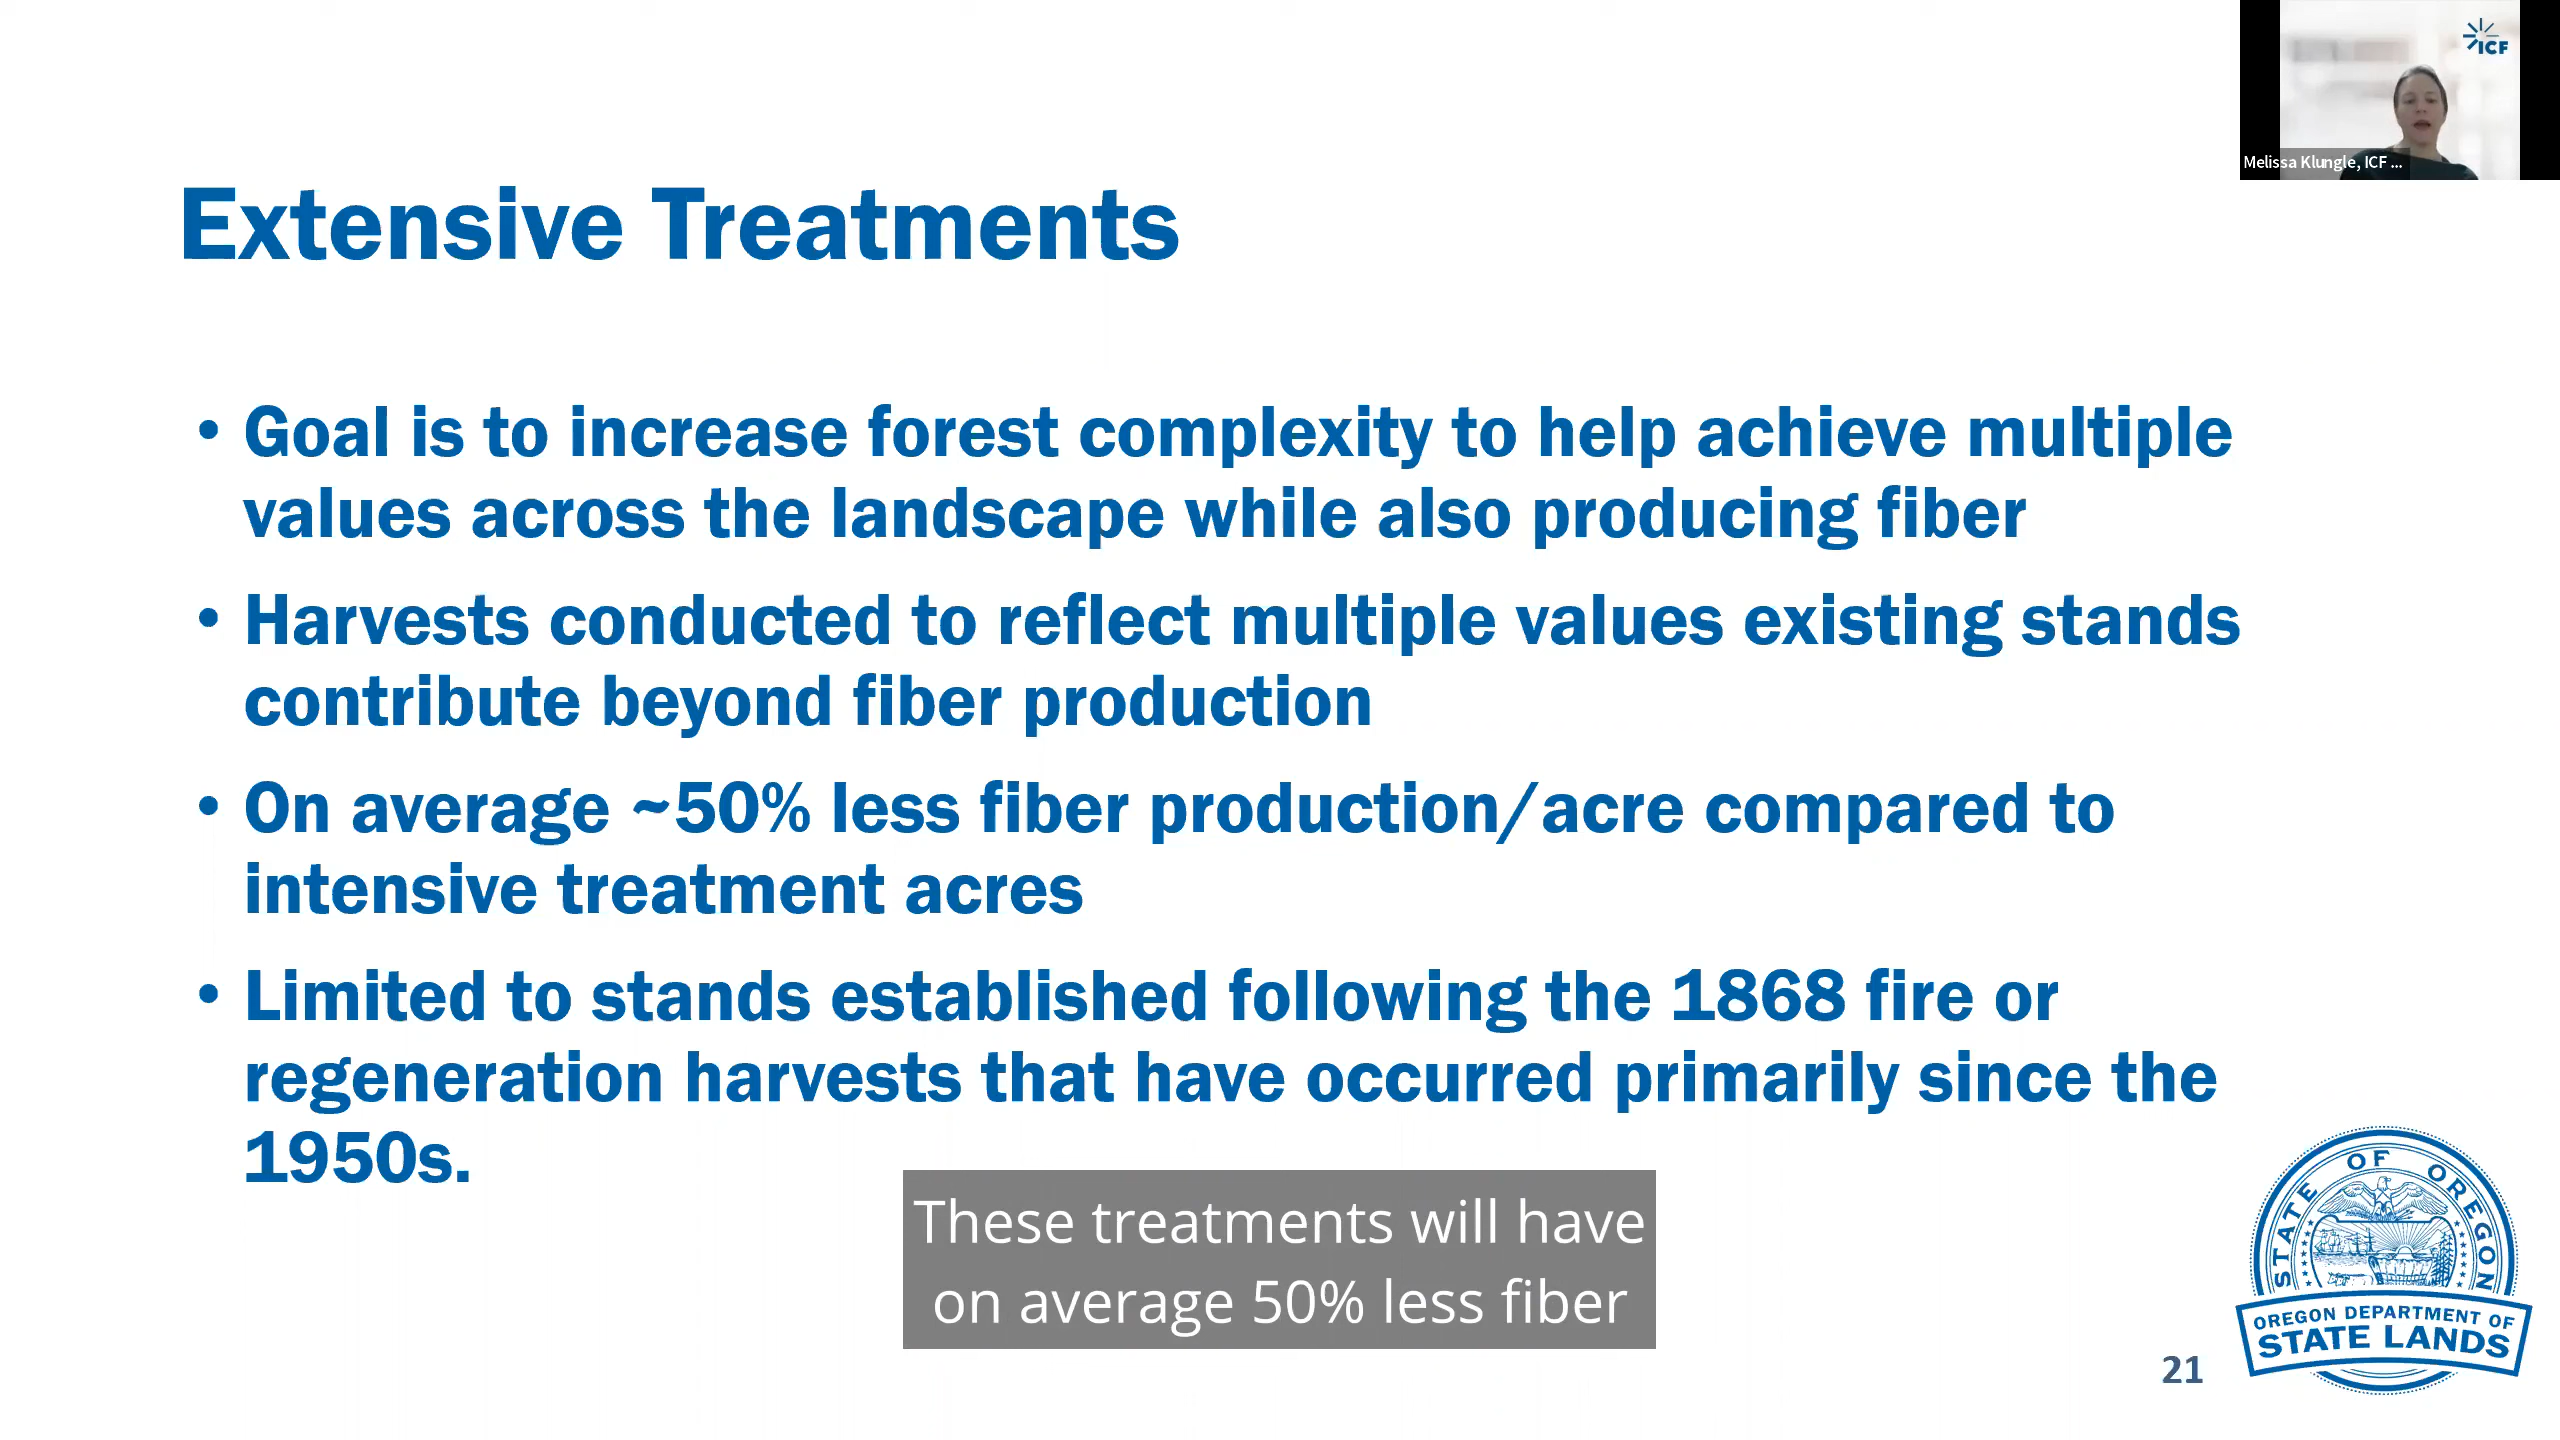 ICF
Melissa Klungle, ICF ...
Extensive Treatments
• Goal is to increase forest complexity to help achieve multiple
values across the landscape while also producing fiber
• Harvests conducted to reflect multiple values existing stands
contribute beyond fiber production
• On average ~50% less fiber production/acre compared to
intensive treatment acres
• Limited to stands established following the 1868 fire or
regeneration harvests that have occurred primarily since the
1950s.
These treatments will have
on average 50% less fiber
STATE OF OREGON
OREGON DEPARTMENT OF
STATE LANDS
21